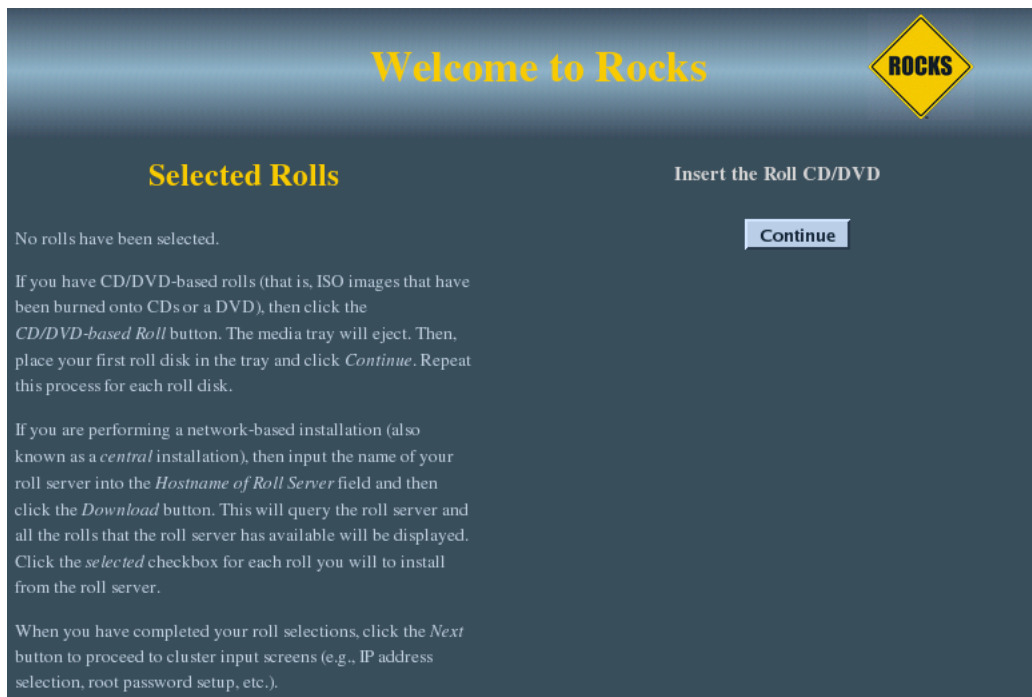 Welcome to Rocks
ROCKS
Selected Rolls
No rolls have been selected.
If you have CD/DVD-based rolls (that is, ISO images that have
been burned onto CDs or a DVD), then click the
CD/DVD-based Roll button. The media tray will eject. Then,
place your first roll disk in the tray and click Continue. Repeat
this process for each roll disk.
If you are performing a network-based installation (also
known as a central installation), then input the name of your
roll server into the Hostname of Roll Server field and then
click the Download button. This will query the roll server and
all the rolls that the roll server has available will be displayed.
Click the selected checkbox for each roll you will to install
from the roll server.
When you have completed your roll selections, click the Next
button to proceed to cluster input screens (e.g., IP address
selection, root password setup, etc.).
Insert the Roll CD/DVD
Continue